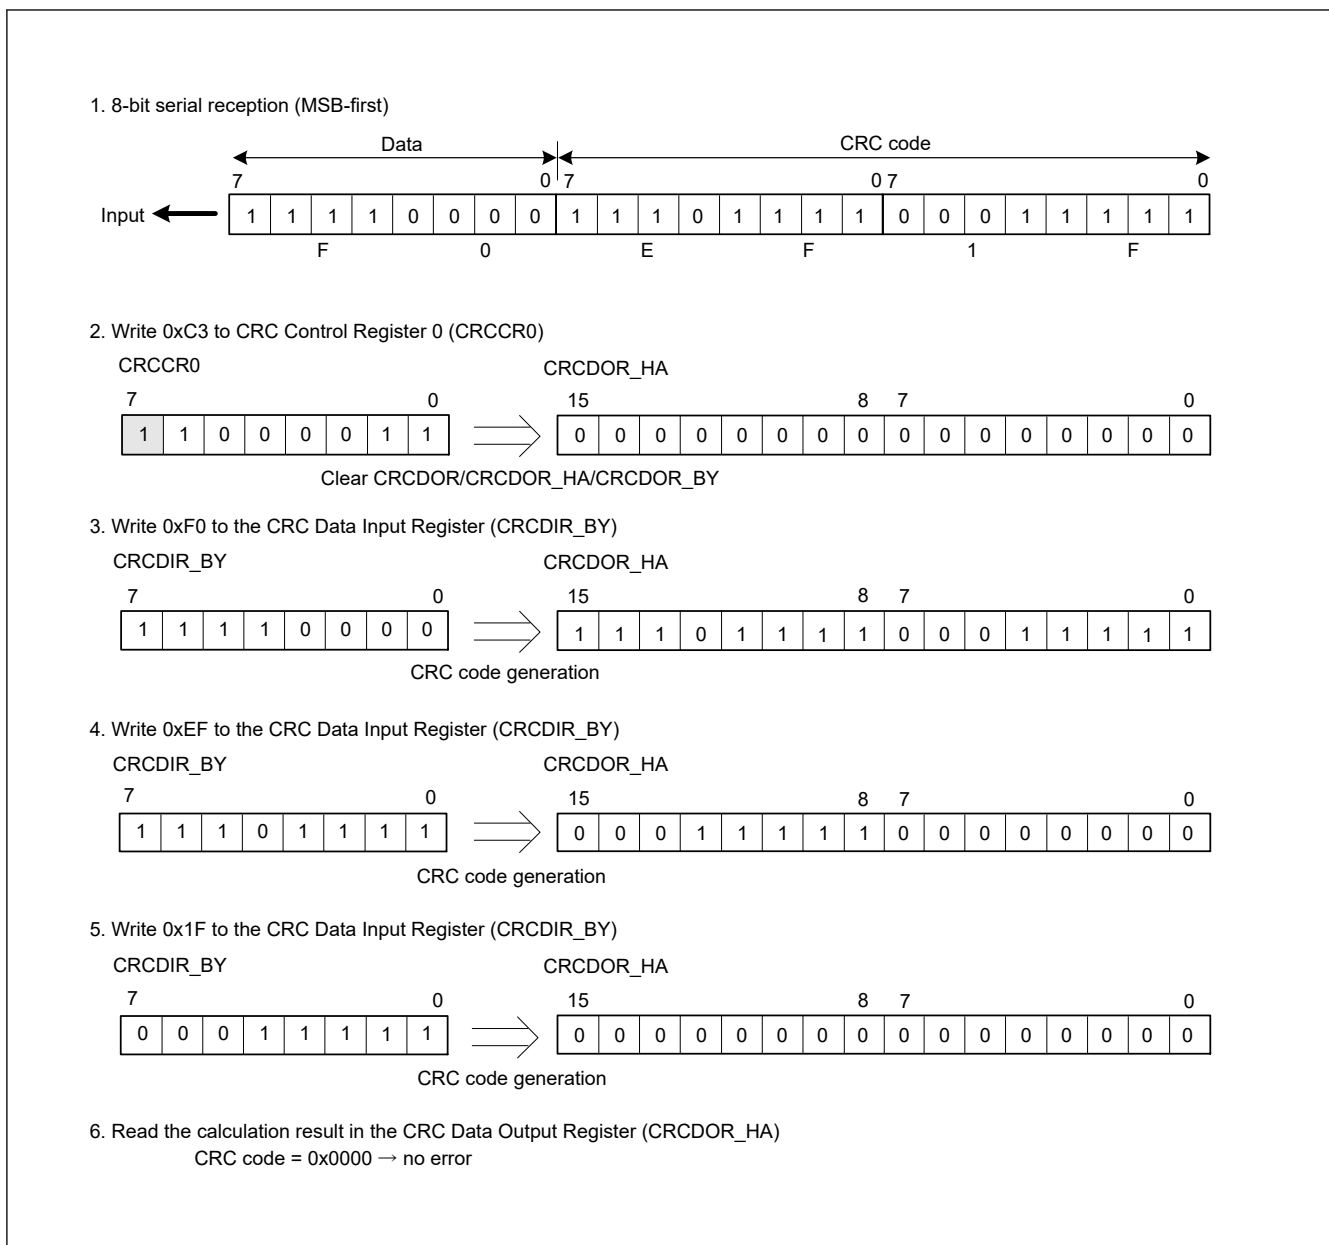 1. 8-bit serial reception (MSB-first)
Data CRC code
7 0 7 0 7 0
Input 1 1 1 1 0 0 0 0 1 1 1 0 1 1 1 1 0 0 0 1 1 1 1 1
F 0 E F 1 F
2. Write 0xC3 to CRC Control Register 0 (CRCCR0)
CRCCR0 CRCDOR_HA
7 0 15 8 7 0
1 1 0 0 0 0 1 1 0 0 0 0 0 0 0 0 0 0 0 0 0 0 0 0
Clear CRCDOR/CRCDOR_HA/CRCDOR_BY
3. Write 0xF0 to the CRC Data Input Register (CRCDIR_BY)
CRCDIR_BY CRCDOR_HA
7 0 15 8 7 0
1 1 1 1 0 0 0 0 1 1 1 0 1 1 1 1 0 0 0 1 1 1 1 1
CRC code generation
4. Write 0xEF to the CRC Data Input Register (CRCDIR_BY)
CRCDIR_BY CRCDOR_HA
7 0 15 8 7 0
1 1 1 0 1 1 1 1 0 0 0 1 1 1 1 1 0 0 0 0 0 0 0 0
CRC code generation
5. Write 0x1F to the CRC Data Input Register (CRCDIR_BY)
CRCDIR_BY CRCDOR_HA
7 0 15 8 7 0
0 0 0 1 1 1 1 1 0 0 0 0 0 0 0 0 0 0 0 0 0 0 0 0
CRC code generation
6. Read the calculation result in the CRC Data Output Register (CRCDOR_HA)
CRC code = 0x0000 → no error